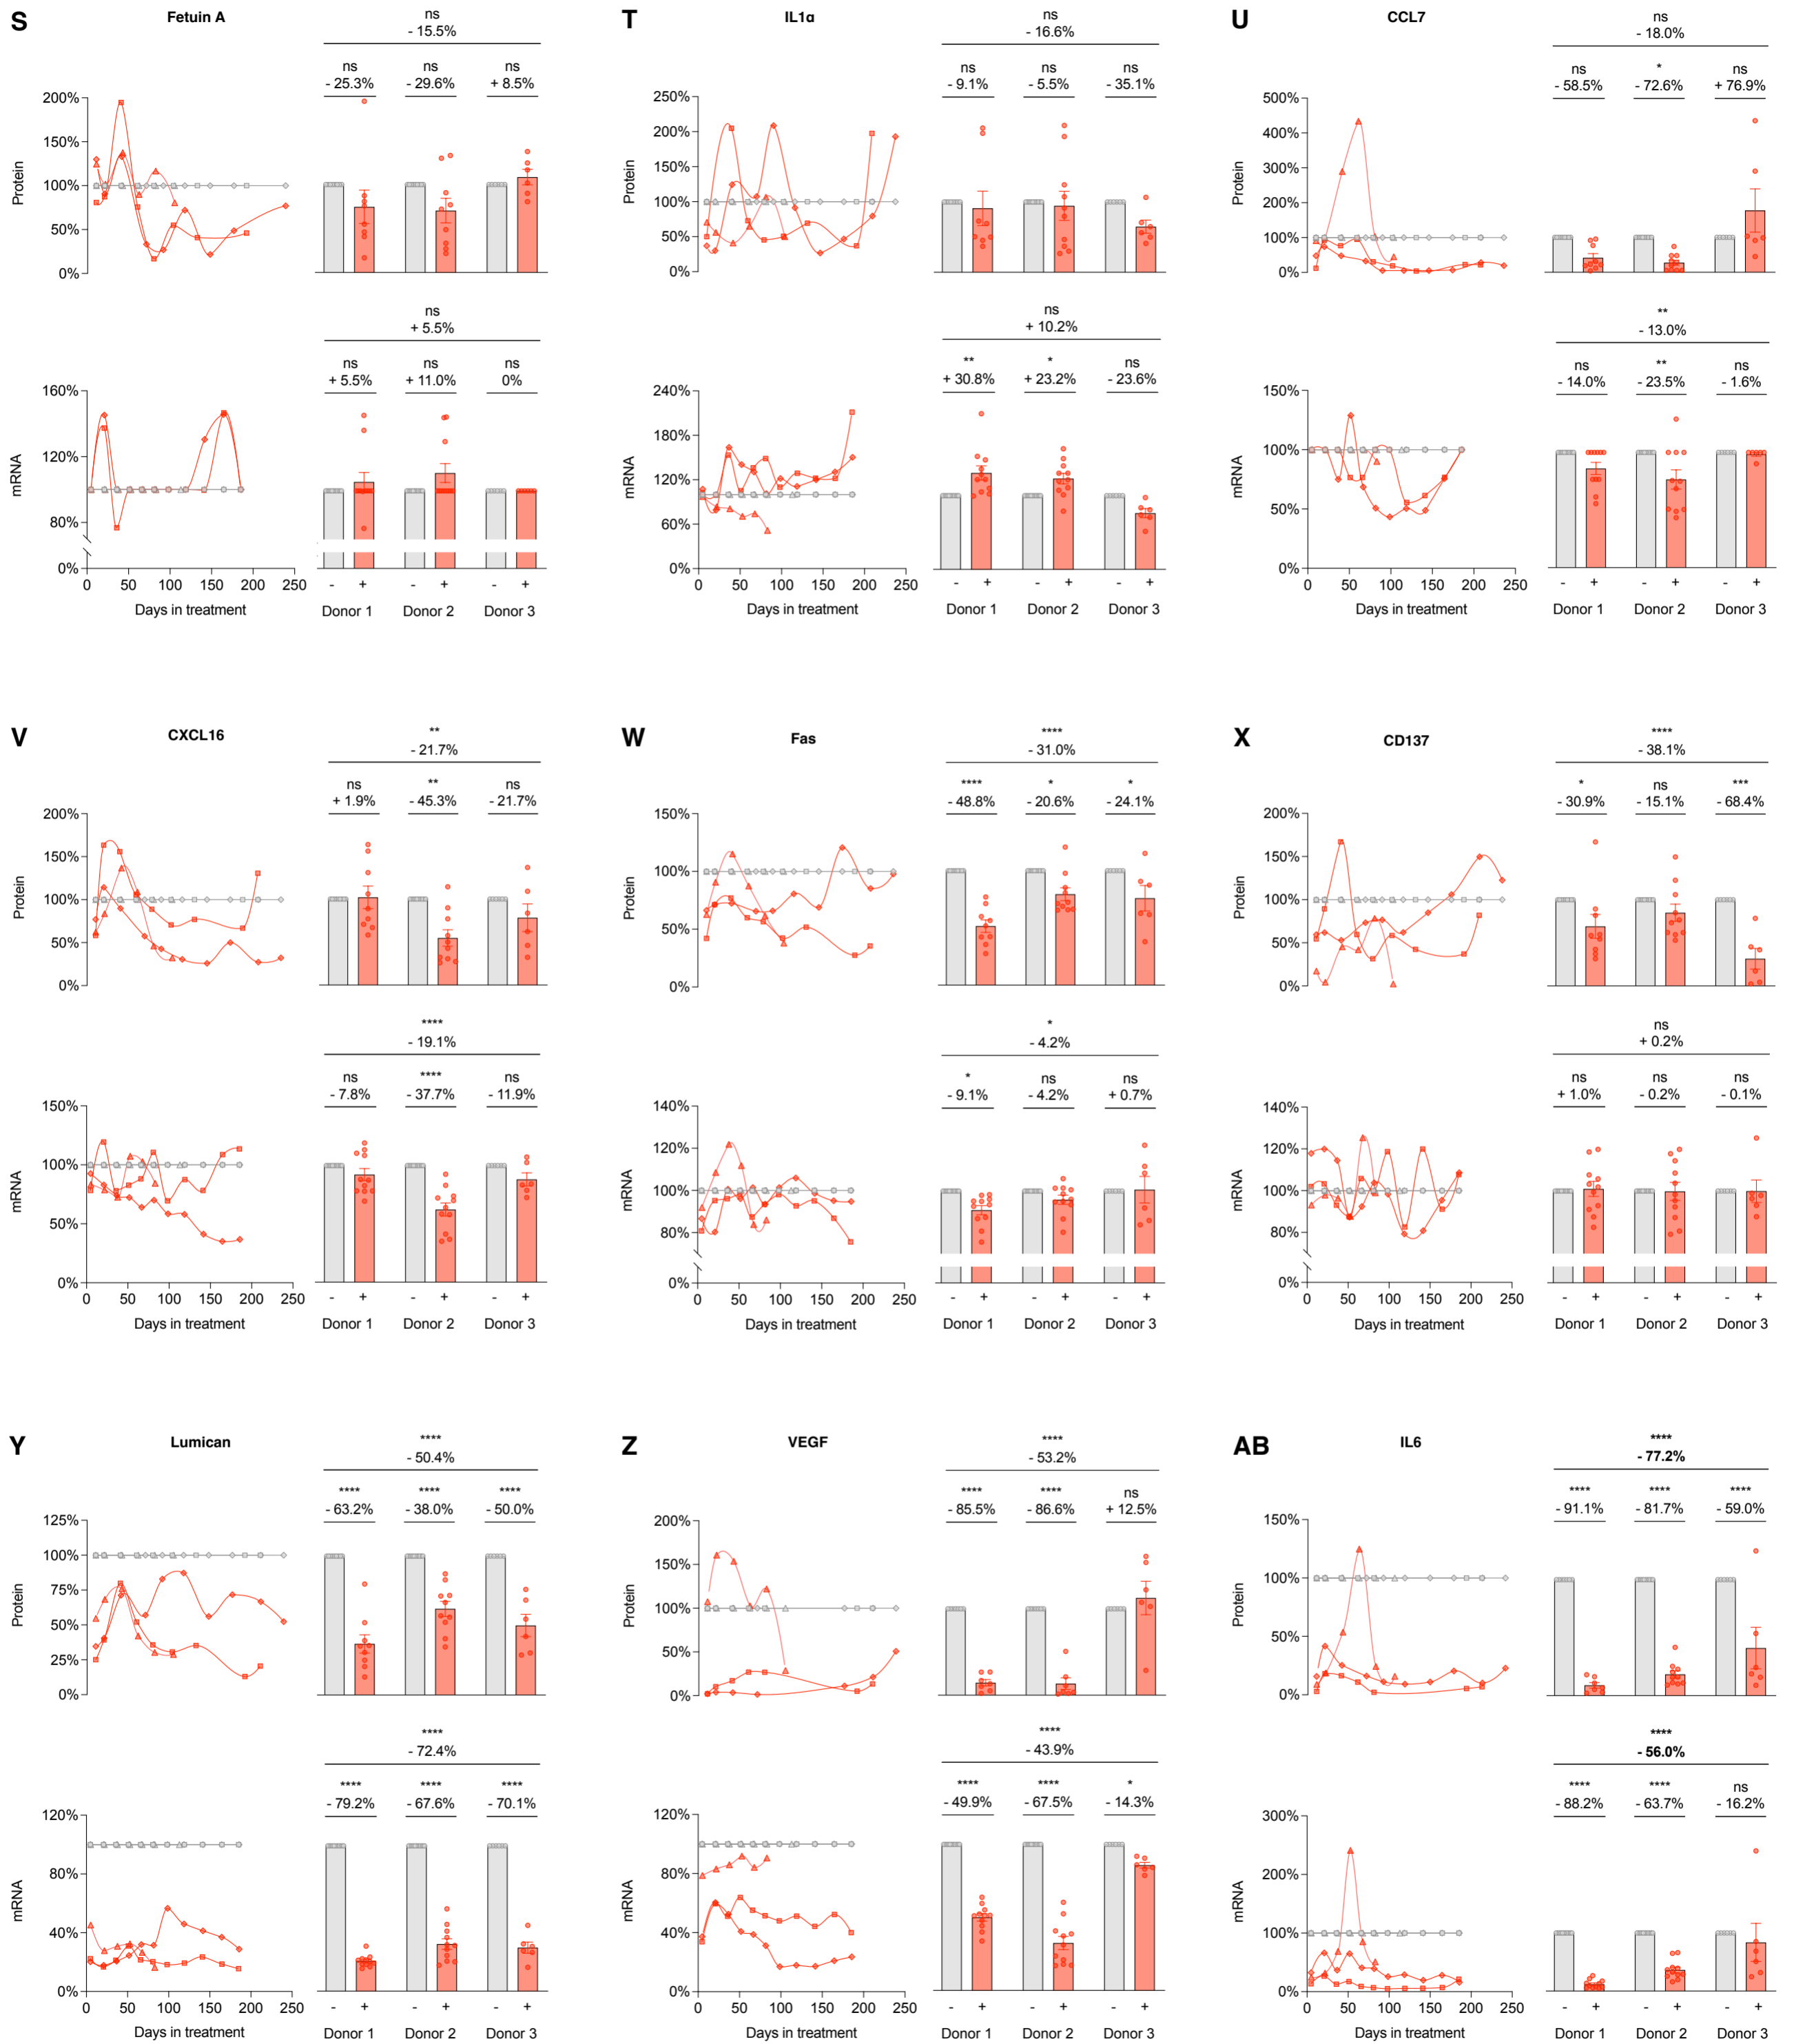 S
Fetuin A
ns
- 15.5%
ns
ns
ns
- 25.3%
- 29.6%
+ 8.5%
200%
150%
100%
50%
0%
Protein
ns
+ 5.5%
ns
ns
ns
+ 5.5%
+ 11.0%
0%
160%
120%
80%
0%
mRNA
0 50 100 150 200 250
Days in treatment
- + - + - +
Donor 1 Donor 2 Donor 3
T
IL1α
ns
- 16.6%
ns
ns
ns
- 9.1%
- 5.5%
- 35.1%
250%
200%
150%
100%
50%
0%
Protein
ns
+ 10.2%
**
*
ns
+ 30.8%
+ 23.2%
- 23.6%
240%
180%
120%
60%
0%
mRNA
0 50 100 150 200 250
Days in treatment
- + - + - +
Donor 1 Donor 2 Donor 3
U
CCL7
ns
- 18.0%
ns
*
ns
- 58.5%
- 72.6%
+ 76.9%
500%
400%
300%
200%
100%
0%
Protein
**
- 13.0%
ns
**
ns
- 14.0%
- 23.5%
- 1.6%
150%
100%
50%
0%
mRNA
0 50 100 150 200 250
Days in treatment
- + - + - +
Donor 1 Donor 2 Donor 3
V
CXCL16
**
- 21.7%
ns
**
ns
+ 1.9%
- 45.3%
- 21.7%
200%
150%
100%
50%
0%
Protein
****
- 19.1%
ns
****
ns
- 7.8%
- 37.7%
- 11.9%
150%
100%
50%
0%
mRNA
0 50 100 150 200 250
Days in treatment
- + - + - +
Donor 1 Donor 2 Donor 3
W
Fas
****
- 31.0%
****
*
*
- 48.8%
- 20.6%
- 24.1%
150%
100%
50%
0%
Protein
*
- 4.2%
*
ns
ns
- 9.1%
- 4.2%
+ 0.7%
140%
120%
100%
80%
0%
mRNA
0 50 100 150 200 250
Days in treatment
- + - + - +
Donor 1 Donor 2 Donor 3
X
CD137
****
- 38.1%
*
ns
***
- 30.9%
- 15.1%
- 68.4%
200%
150%
100%
50%
0%
Protein
ns
+ 0.2%
ns
ns
ns
+ 1.0%
- 0.2%
- 0.1%
140%
120%
100%
80%
0%
mRNA
0 50 100 150 200 250
Days in treatment
- + - + - +
Donor 1 Donor 2 Donor 3
Y
Lumican
****
- 50.4%
****
****
****
- 63.2%
- 38.0%
- 50.0%
125%
100%
75%
50%
25%
0%
Protein
****
- 72.4%
****
****
****
- 79.2%
- 67.6%
- 70.1%
120%
80%
40%
0%
mRNA
0 50 100 150 200 250
Days in treatment
- + - + - +
Donor 1 Donor 2 Donor 3
Z
VEGF
****
- 53.2%
****
****
ns
- 85.5%
- 86.6%
+ 12.5%
200%
150%
100%
50%
0%
Protein
****
- 43.9%
****
****
*
- 49.9%
- 67.5%
- 14.3%
120%
80%
40%
0%
mRNA
0 50 100 150 200 250
Days in treatment
- + - + - +
Donor 1 Donor 2 Donor 3
AB
IL6
****
- 77.2%
****
****
****
- 91.1%
- 81.7%
- 59.0%
150%
100%
50%
0%
Protein
****
- 56.0%
****
****
ns
- 88.2%
- 63.7%
- 16.2%
300%
200%
100%
0%
mRNA
0 50 100 150 200 250
Days in treatment
- + - + - +
Donor 1 Donor 2 Donor 3